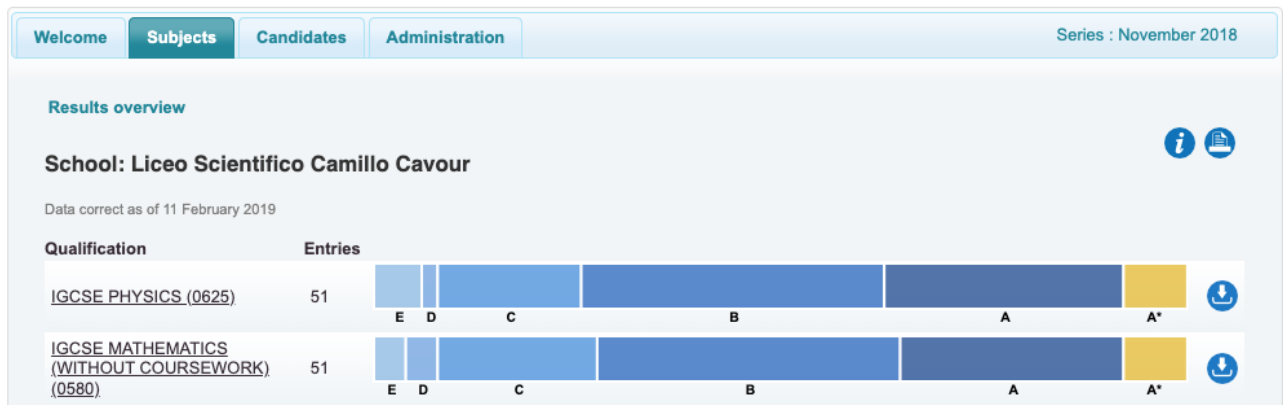 Welcome Subjects Candidates Administration Series : November 2018
Results overview
School: Liceo Scientifico Camillo Cavour
Data correct as of 11 February 2019
Qualification Entries
IGCSE PHYSICS (0625) 51
E D C B A A*
IGCSE MATHEMATICS
(WITHOUT COURSEWORK) 51
(0580)
E D C B A A*